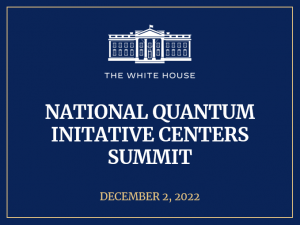 THE WHITE HOUSE
NATIONAL QUANTUM
INITATIVE CENTERS
SUMMIT
DECEMBER 2, 2022